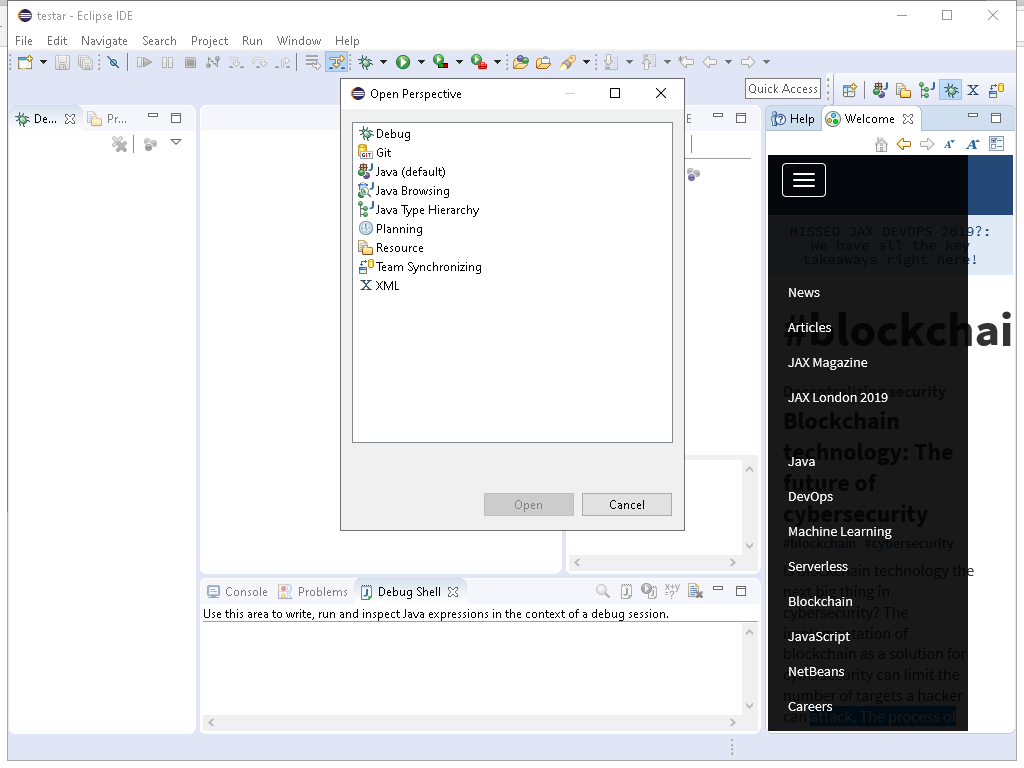 testar - Eclipse IDE
File Edit Navigate Search Project Run Window Help
Quick Access
De...
Pr...
E
Help
Welcome
Open Perspective
Debug
Git
Java (default)
Java Browsing
Java Type Hierarchy
Planning
Resource
Team Synchronizing
XML
Open
Cancel
MISSED JAX DEVOPS 2019?:
We have all the key
takeaways right here!
News
#blockchai
Articles
JAX Magazine
Decentralizing security
JAX London 2019
Blockchain
technology: The
Java
future of
DevOps
cybersecurity
Machine Learning
#blockchain #cybersecurity
Serverless
Is blockchain technology the
next big thing in
Blockchain
cybersecurity? The
implementation of
JavaScript
blockchain as a solution for
NetBeans
cybersecurity can limit the
number of targets a hacker
Careers
can attack. The process of
Console
Problems
Debug Shell
Use this area to write, run and inspect Java expressions in the context of a debug session.